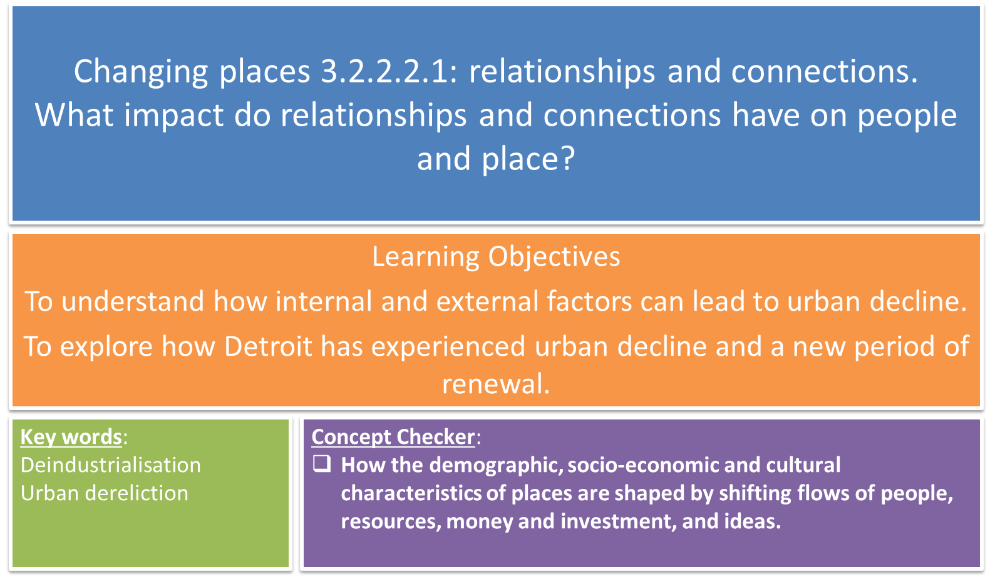 Changing places 3.2.2.2.1: relationships and connections.
What impact do relationships and connections have on people
and place?
Learning Objectives
To understand how internal and external factors can lead to urban decline.
To explore how Detroit has experienced urban decline and a new period of
renewal.
Key words:
Deindustrialisation
Urban dereliction
Concept Checker:
❑ How the demographic, socio-economic and cultural
characteristics of places are shaped by shifting flows of people,
resources, money and investment, and ideas.